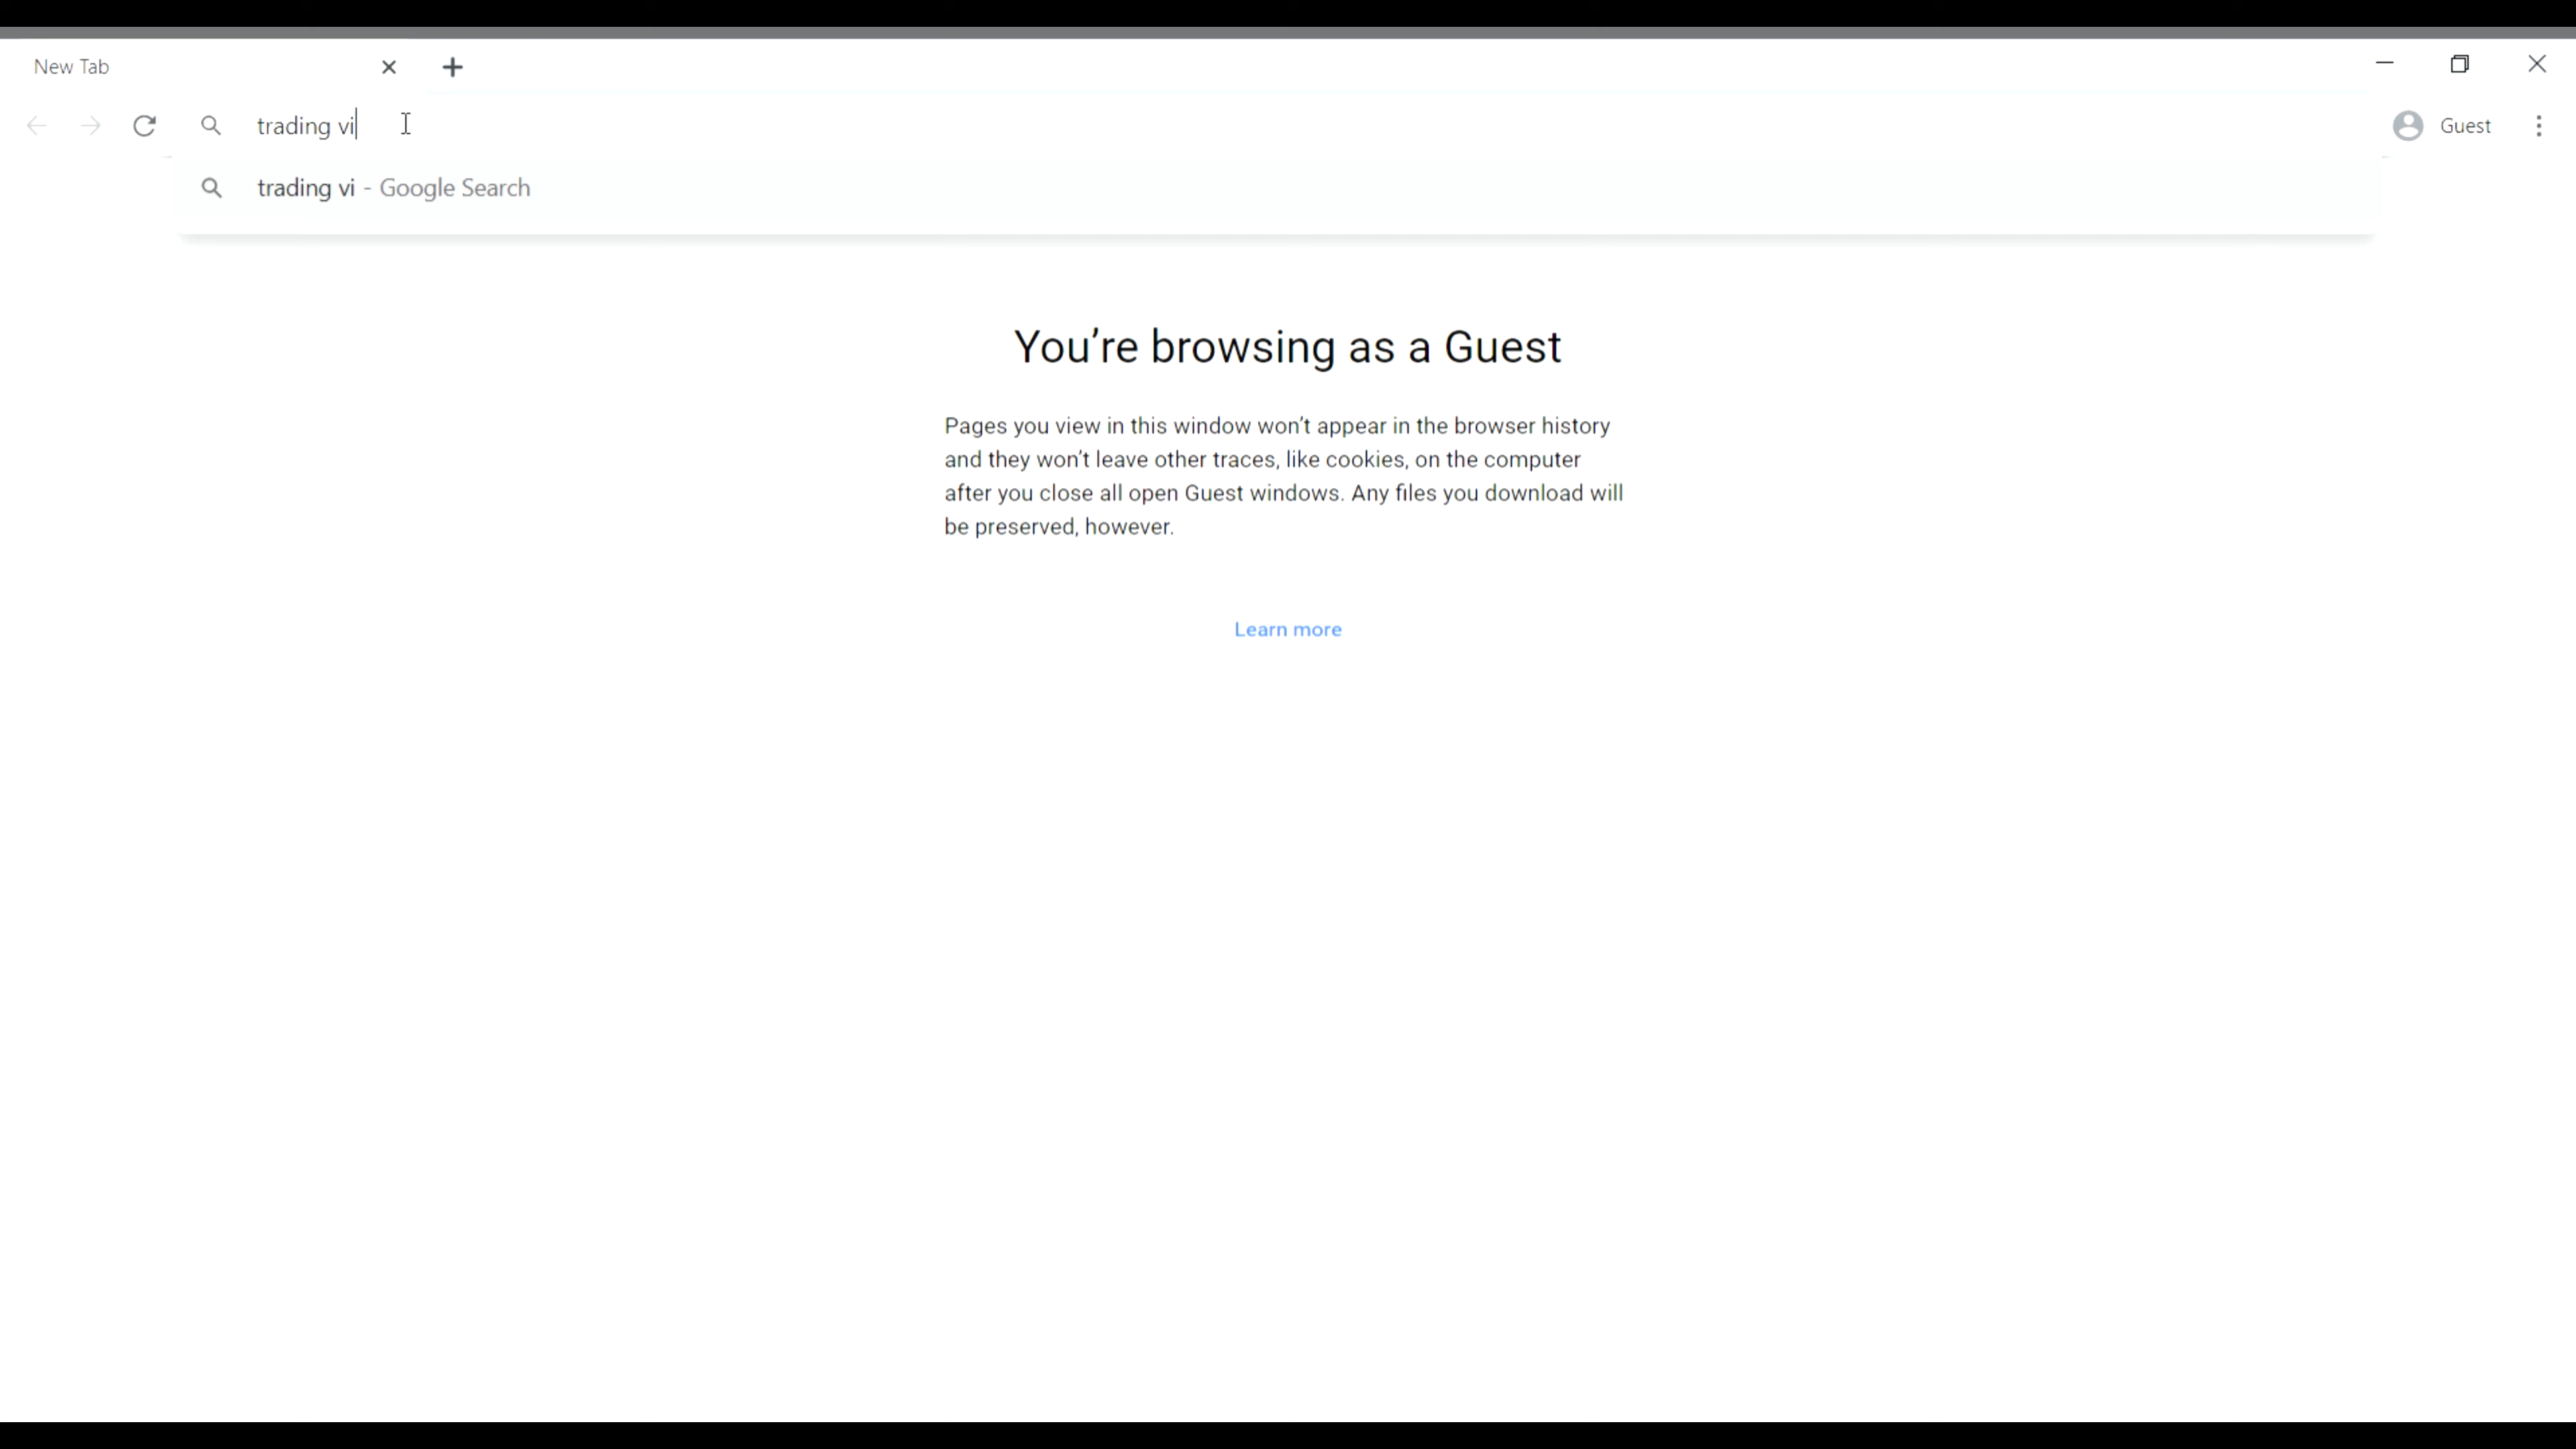 New Tab
trading vi
Guest
trading vi - Google Search
You're browsing as a Guest
Pages you view in this window won't appear in the browser history
and they won't leave other traces, like cookies, on the computer
after you close all open Guest windows. Any files you download will
be preserved, however.
Learn more